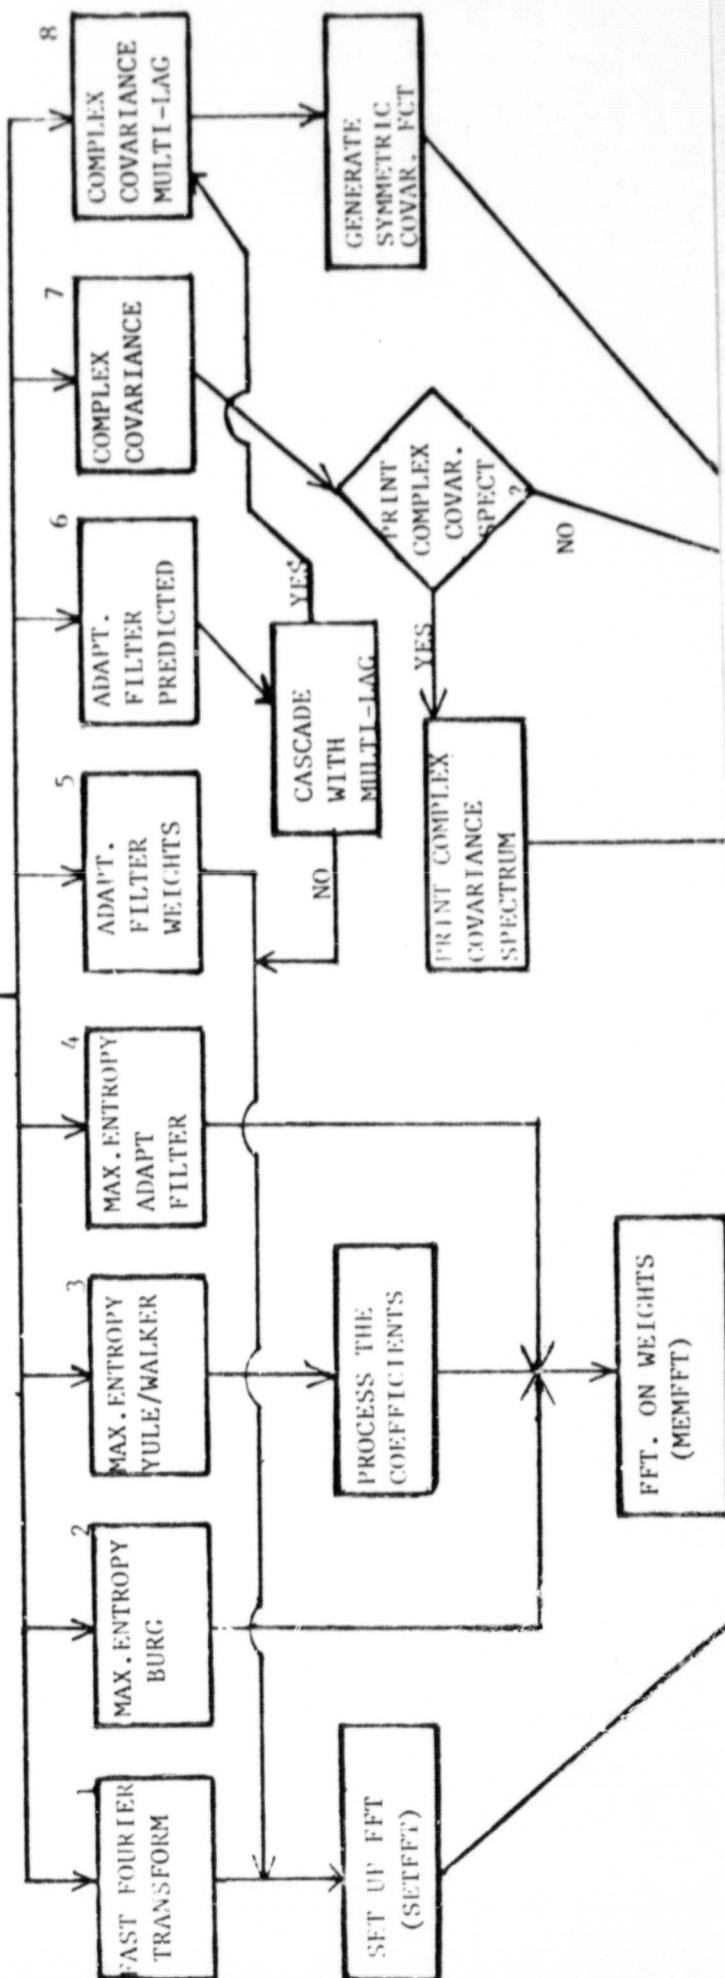 1
FAST FOURIER
TRANSFORM
2
MAX.ENTROPY
BURG
3
MAX.ENTROPY
YULE/WALKER
4
MAX.ENTROPY
ADAPT
FILTER
5
ADAPT.
FILTER
WEIGHTS
6
ADAPT.
FILTER
PREDICTED
7
COMPLEX
COVARIANCE
8
COMPLEX
COVARIANCE
MULTI-LAG
NO
CASCADE
WITH
MULTI-LAG
YES
GENERATE
SYMMETRIC
COVAR. FCT
SET UP FFT
(SETFFT)
PROCESS THE
COEFFICIENTS
PRINT COMPLEX
COVARIANCE
SPECTRUM
YES
PRINT
COMPLEX
COVAR.
SPECT
?
NO
FFT. ON WEIGHTS
(MEMFFT)